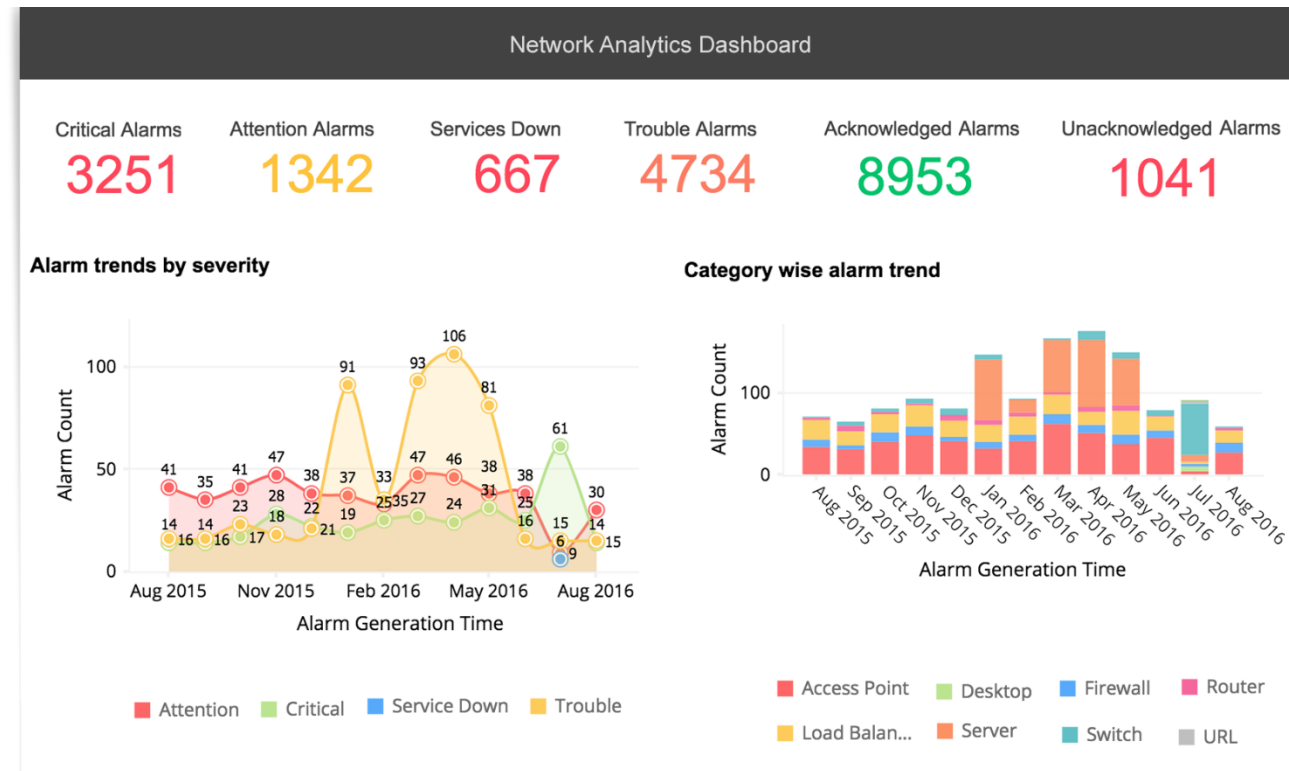 Network Analytics Dashboard
Critical Alarms
3251
Attention Alarms
1342
Services Down
667
Trouble Alarms
4734
Acknowledged Alarms
8953
Unacknowledged Alarms
1041
Alarm trends by severity
Alarm Count
100
50
0
41
35
41
47
38
37
33
47
46
38
38
9
30
14
14
17
28
22
19
25
27
24
31
25
61
14
16
16
23
18
21
91
35
93
106
81
16
15
15
6
Aug 2015
Nov 2015
Feb 2016
May 2016
Aug 2016
Alarm Generation Time
Attention
Critical
Service Down
Trouble
Category wise alarm trend
Alarm Count
100
0
Aug 2015
Sep 2015
Oct 2015
Nov 2015
Dec 2015
Jan 2016
Feb 2016
Mar 2016
Apr 2016
May 2016
Jun 2016
Jul 2016
Aug 2016
Alarm Generation Time
Access Point
Desktop
Firewall
Router
Load Balan...
Server
Switch
URL